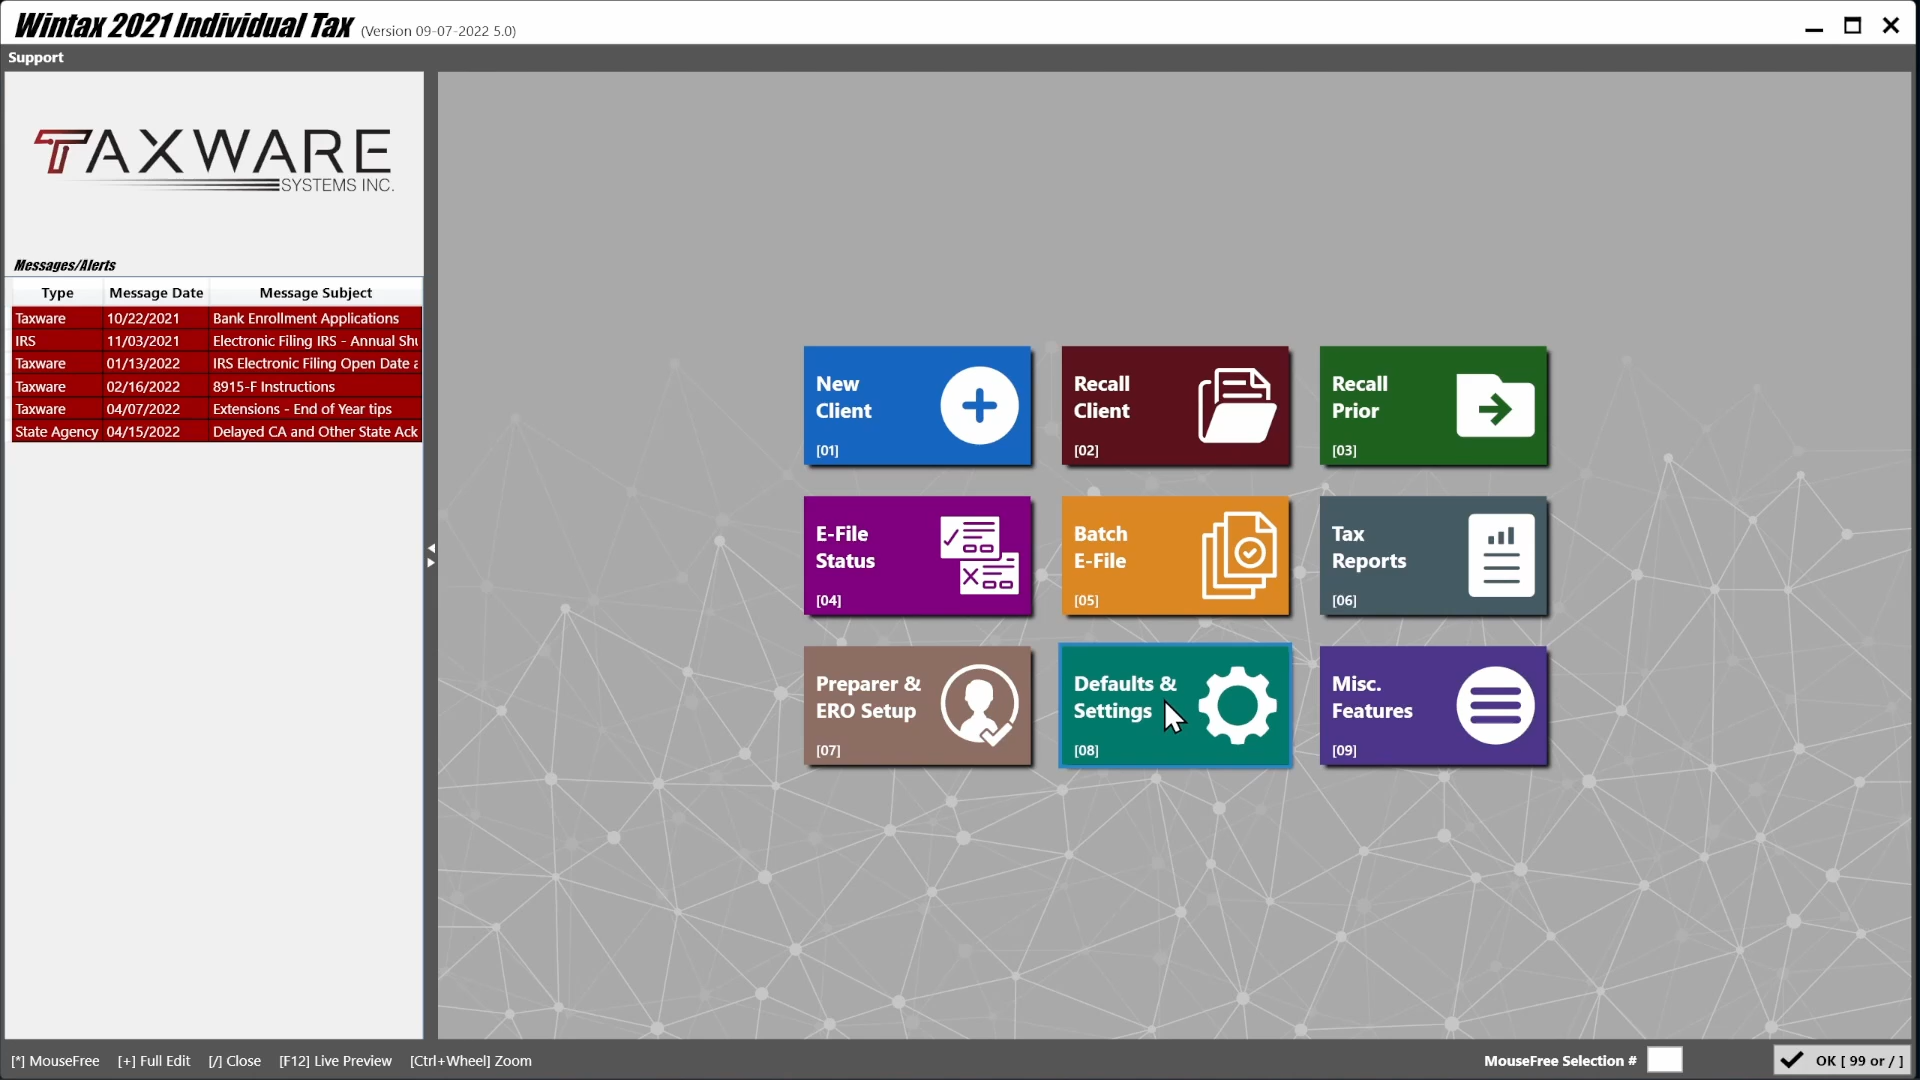 Wintax 2021 Individual Tax (Version 09-07-2022 5.0)
Support
TAXWARE
SYSTEMS INC.
Messages/Alerts
Type Message Date Message Subject
Taxware 10/22/2021 Bank Enrollment Applications
IRS 11/03/2021 Electronic Filing IRS - Annual Shu
Taxware 01/13/2022 IRS Electronic Filing Open Date a
Taxware 02/16/2022 8915-F Instructions
Taxware 04/07/2022 Extensions - End of Year tips
State Agency 04/15/2022 Delayed CA and Other State Ack
New
Client
[01]
Recall
Client
[02]
Recall
Prior
[03]
E-File
Status
[04]
Batch
E-File
[05]
Tax
Reports
[06]
Preparer &
ERO Setup
[07]
Defaults &
Settings
[08]
Misc.
Features
[09]
[*] MouseFree [+] Full Edit [/] Close [F12] Live Preview [Ctrl+Wheel] Zoom
MouseFree Selection #
OK [ 99 or / ]